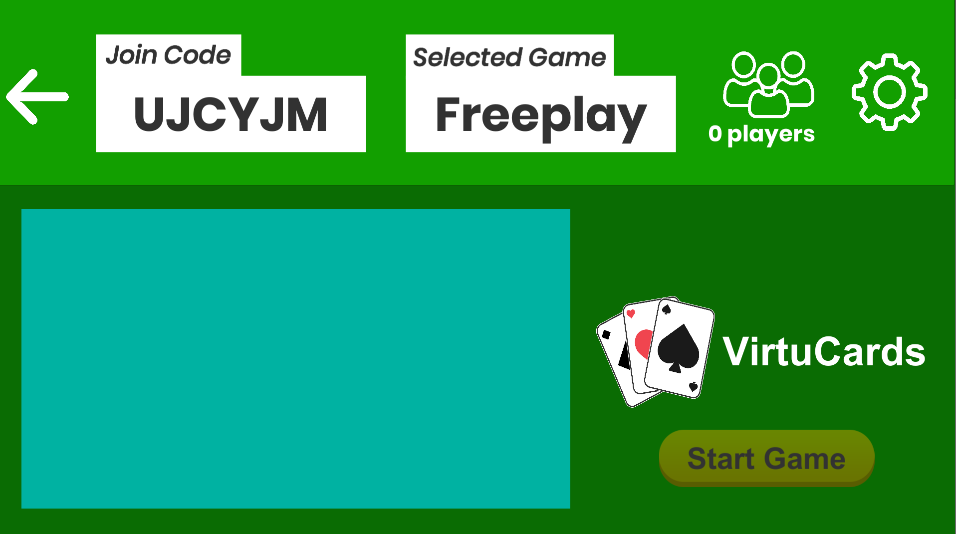 Join Code
UJCYJM
Selected Game
Freeplay
0 players
VirtuCards
Start Game